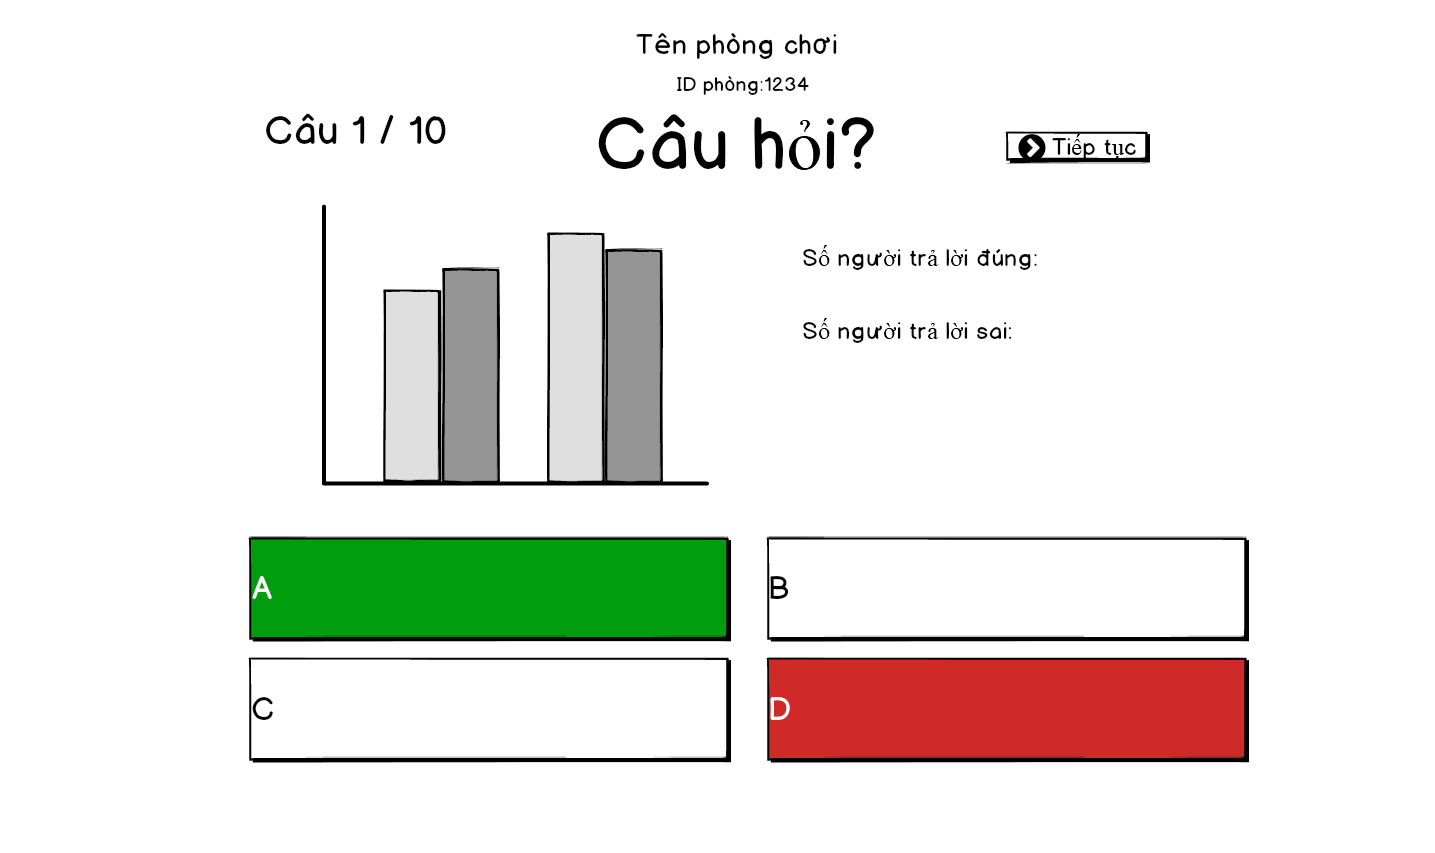 Tên phòng chơi
ID phòng:1234
Câu 1 / 10
Câu hỏi?
Tiếp tục
Số người trả lời đúng:
Số người trả lời sai:
A
B
C
D